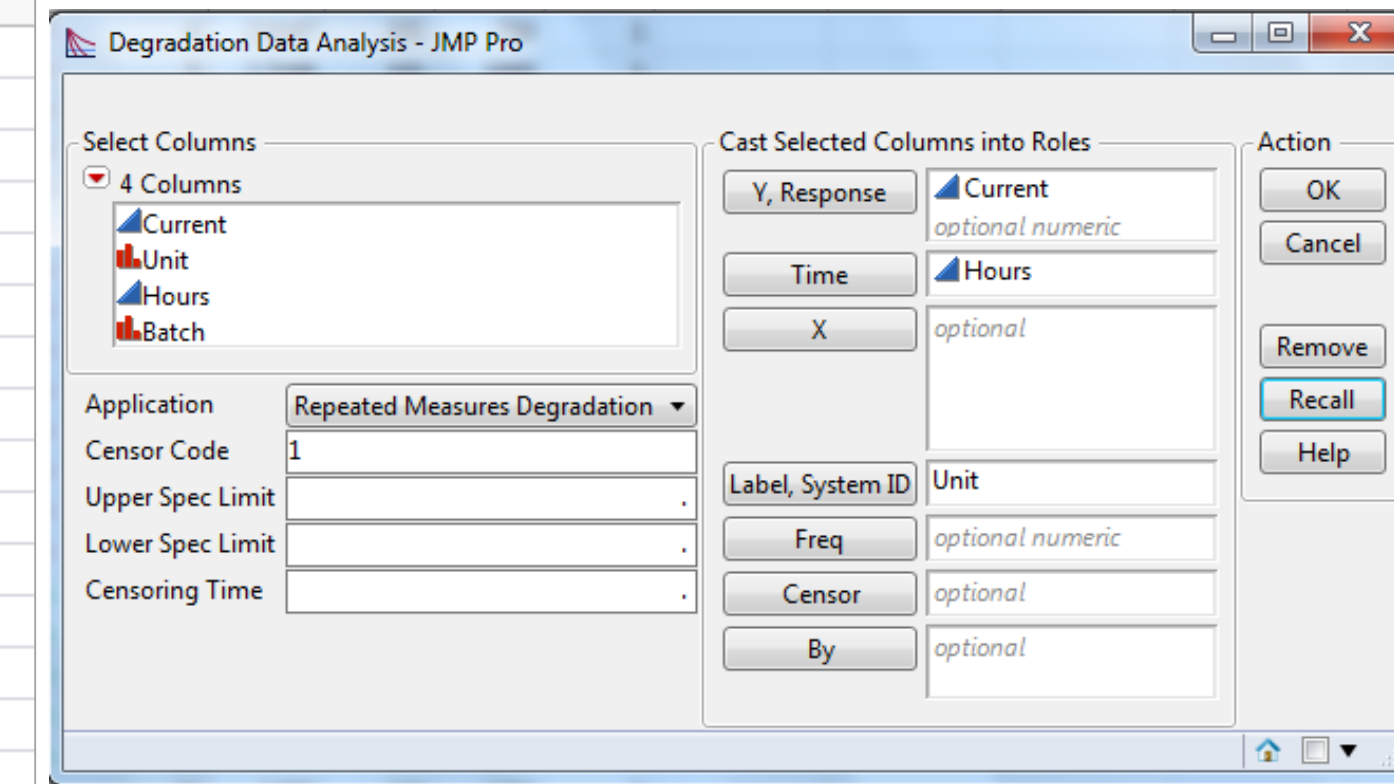 Degradation Data Analysis - JMP Pro
Select Columns
4 Columns
Current
Unit
Hours
Batch
Application Repeated Measures Degradation
Censor Code 1
Upper Spec Limit .
Lower Spec Limit .
Censoring Time .
Cast Selected Columns into Roles
Y, Response Current
optional numeric
Time Hours
X optional
Label, System ID Unit
Freq optional numeric
Censor optional
By optional
Action
OK
Cancel
Remove
Recall
Help